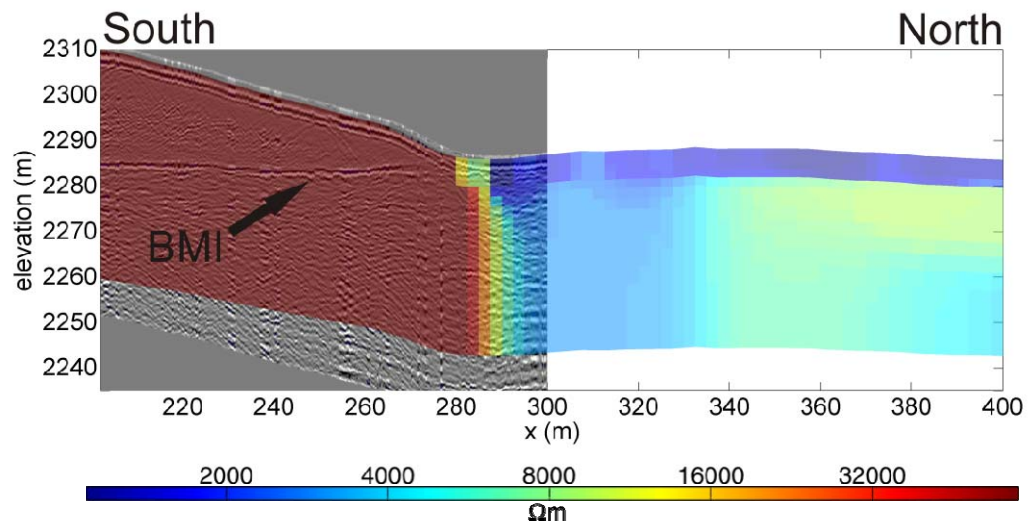 South North
2310
2300
2290
2280
2270
2260
2250
2240
elevation (m)
BMI
220 240 260 280 300 320 340 360 380 400
x (m)
2000 4000 8000 16000 32000
Ωm